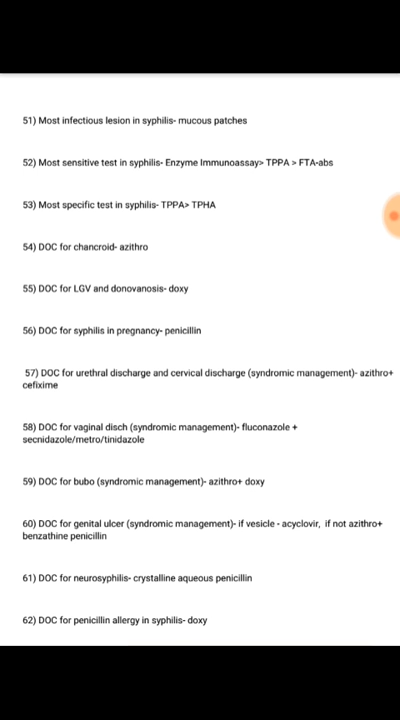 51) Most infectious lesion in syphilis- mucous patches
52) Most sensitive test in syphilis- Enzyme Immunoassay> TPPA > FTA-abs
53) Most specific test in syphilis- TPPA> TPHA
54) DOC for chancroid- azithro
55) DOC for LGV and donovanosis- doxy
56) DOC for syphilis in pregnancy- penicillin
57) DOC for urethral discharge and cervical discharge (syndromic management)- azithro+
cefixime
58) DOC for vaginal disch (syndromic management)- fluconazole +
secnidazole/metro/tinidazole
59) DOC for bubo (syndromic management)- azithro+ doxy
60) DOC for genital ulcer (syndromic management)- if vesicle - acyclovir, if not azithro+
benzathine penicillin
61) DOC for neurosyphilis- crystalline aqueous penicillin
62) DOC for penicillin allergy in syphilis- doxy